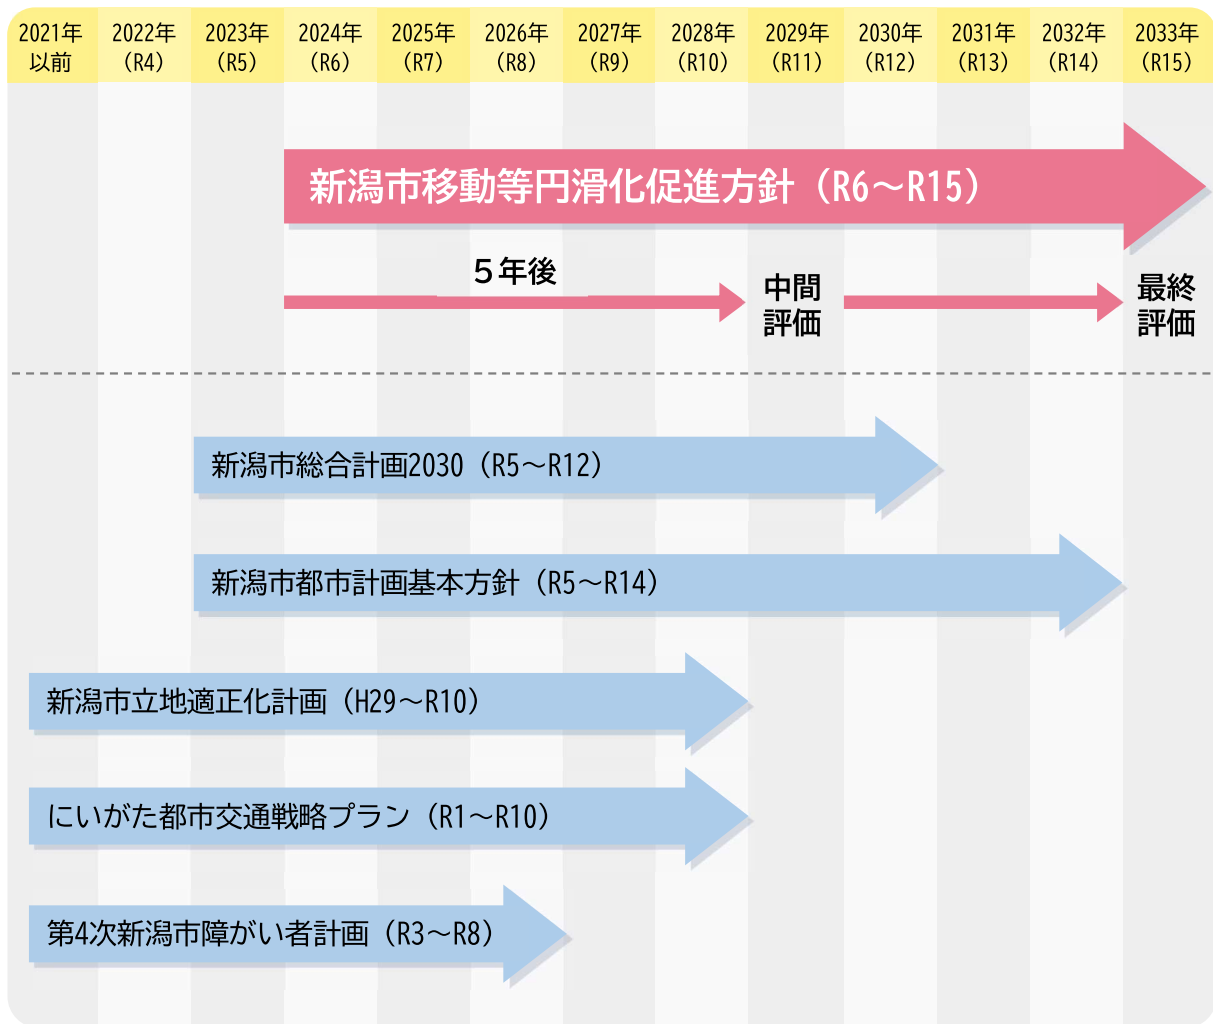 2021年 2022年 2023年 2024年 2025年 2026年 2027年 2028年 2029年 2030年 2031年 2032年 2033年
以前 （R4） （R5） （R6） （R7） （R8） （R9） （R10） （R11） （R12） （R13） （R14） （R15）
新潟市移動等円滑化促進方針（R6～R15）
５年後
中間
評価
最終
評価
新潟市総合計画2030（R5～R12）
新潟市都市計画基本方針（R5～R14）
新潟市立地適正化計画（H29～R10）
にいがた都市交通戦略プラン（R1～R10）
第4次新潟市障がい者計画（R3～R8）